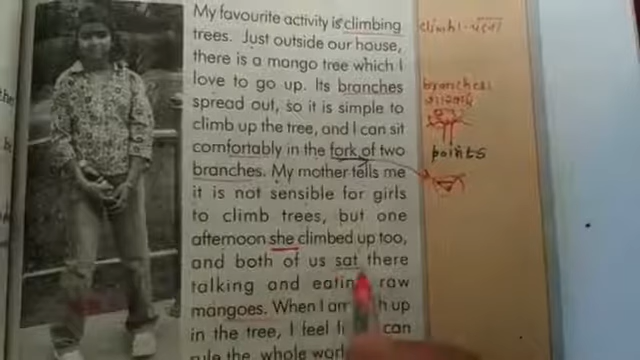 My favourite activity is climbing
trees. Just outside our house,
there is a mango tree which I
love to go up. Its branches
spread out, so it is simple to
climb up the tree, and I can sit
comfortably in the fork of two
branches. My mother tells me
it is not sensible for girls
to climb trees, but one
afternoon she climbed up too,
and both of us sat there
talking and eating raw
mangoes. When I am up
in the tree, I feel can
rule the whole
branches
points